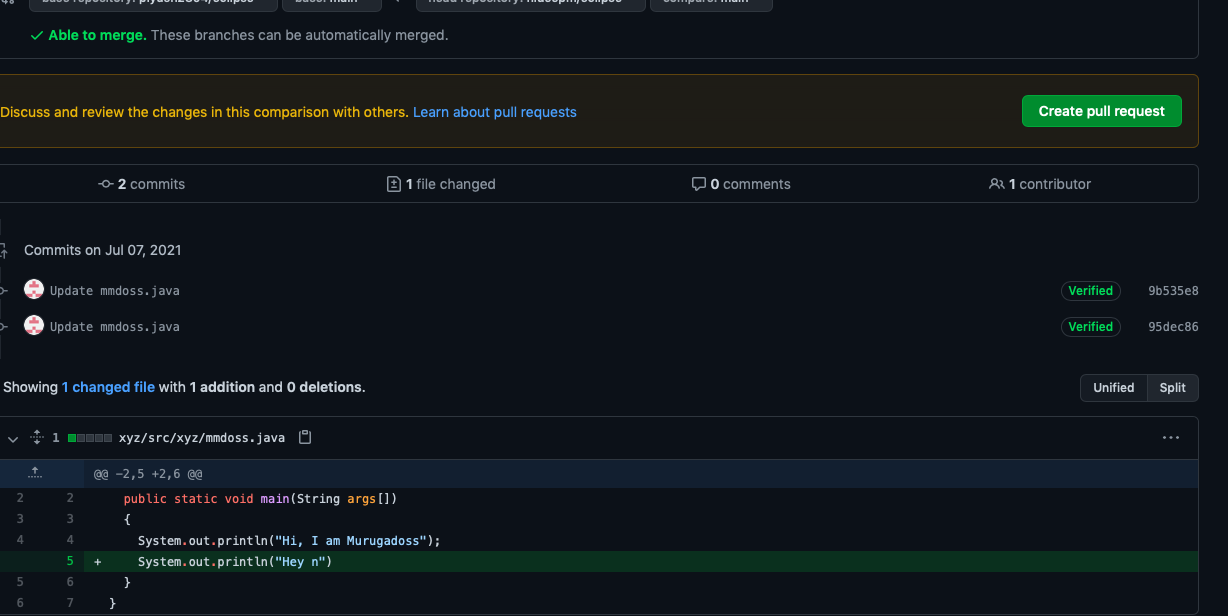 Able to merge. These branches can be automatically merged.
Discuss and review the changes in this comparison with others. Learn about pull requests
Create pull request
2 commits
1 file changed
0 comments
1 contributor
Commits on Jul 07, 2021
Update mmdoss.java
Verified
9b535e8
Update mmdoss.java
Verified
95dec86
Showing 1 changed file with 1 addition and 0 deletions.
Unified
Split
1 xyz/src/xyz/mmdoss.java
@@ -2,5 +2,6 @@
2 2 public static void main(String args[])
3 3 {
4 4 System.out.println("Hi, I am Murugadoss");
5 + System.out.println("Hey n")
5 6 }
6 7 }